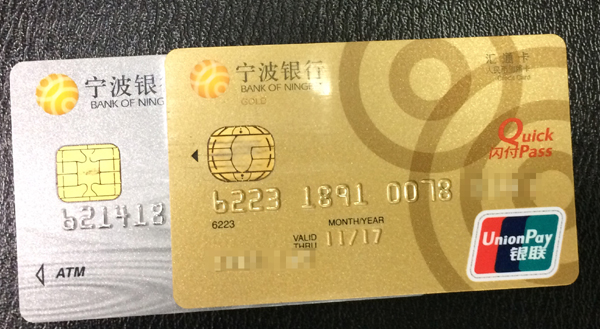 宁波银
BANK OF NING
621418
ATM
宁波银行
BANK OF NING
GOLD
汇通卡
Quick
闪付Pass
6223 1891 0078
6223
MONTH/YEAR
VALID
THRU
11/17
UnionPay
银联